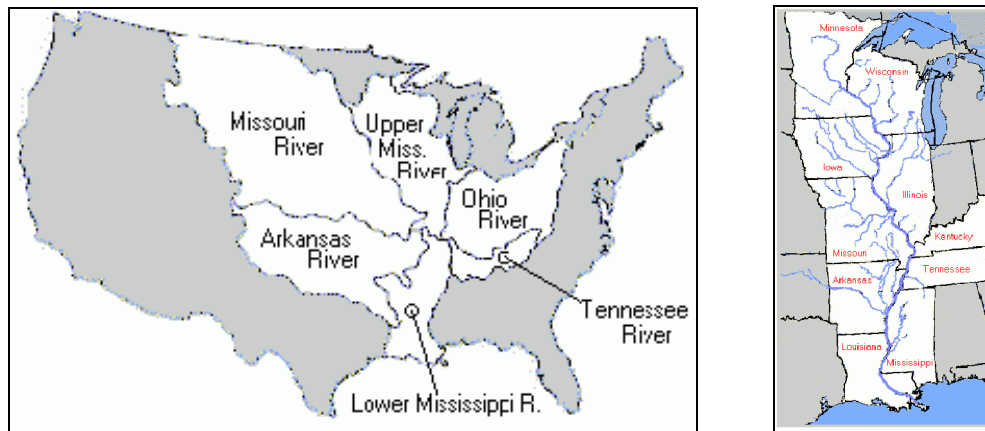 Missouri
River
Upper
Miss.
River
Ohio
River
Arkansas
River
Tennessee
River
Lower Mississippi R.
Minnesota
Wisconsin
Iowa
Illinois
Missouri
Kentucky
Tennessee
Arkansas
Louisiana
Mississippi